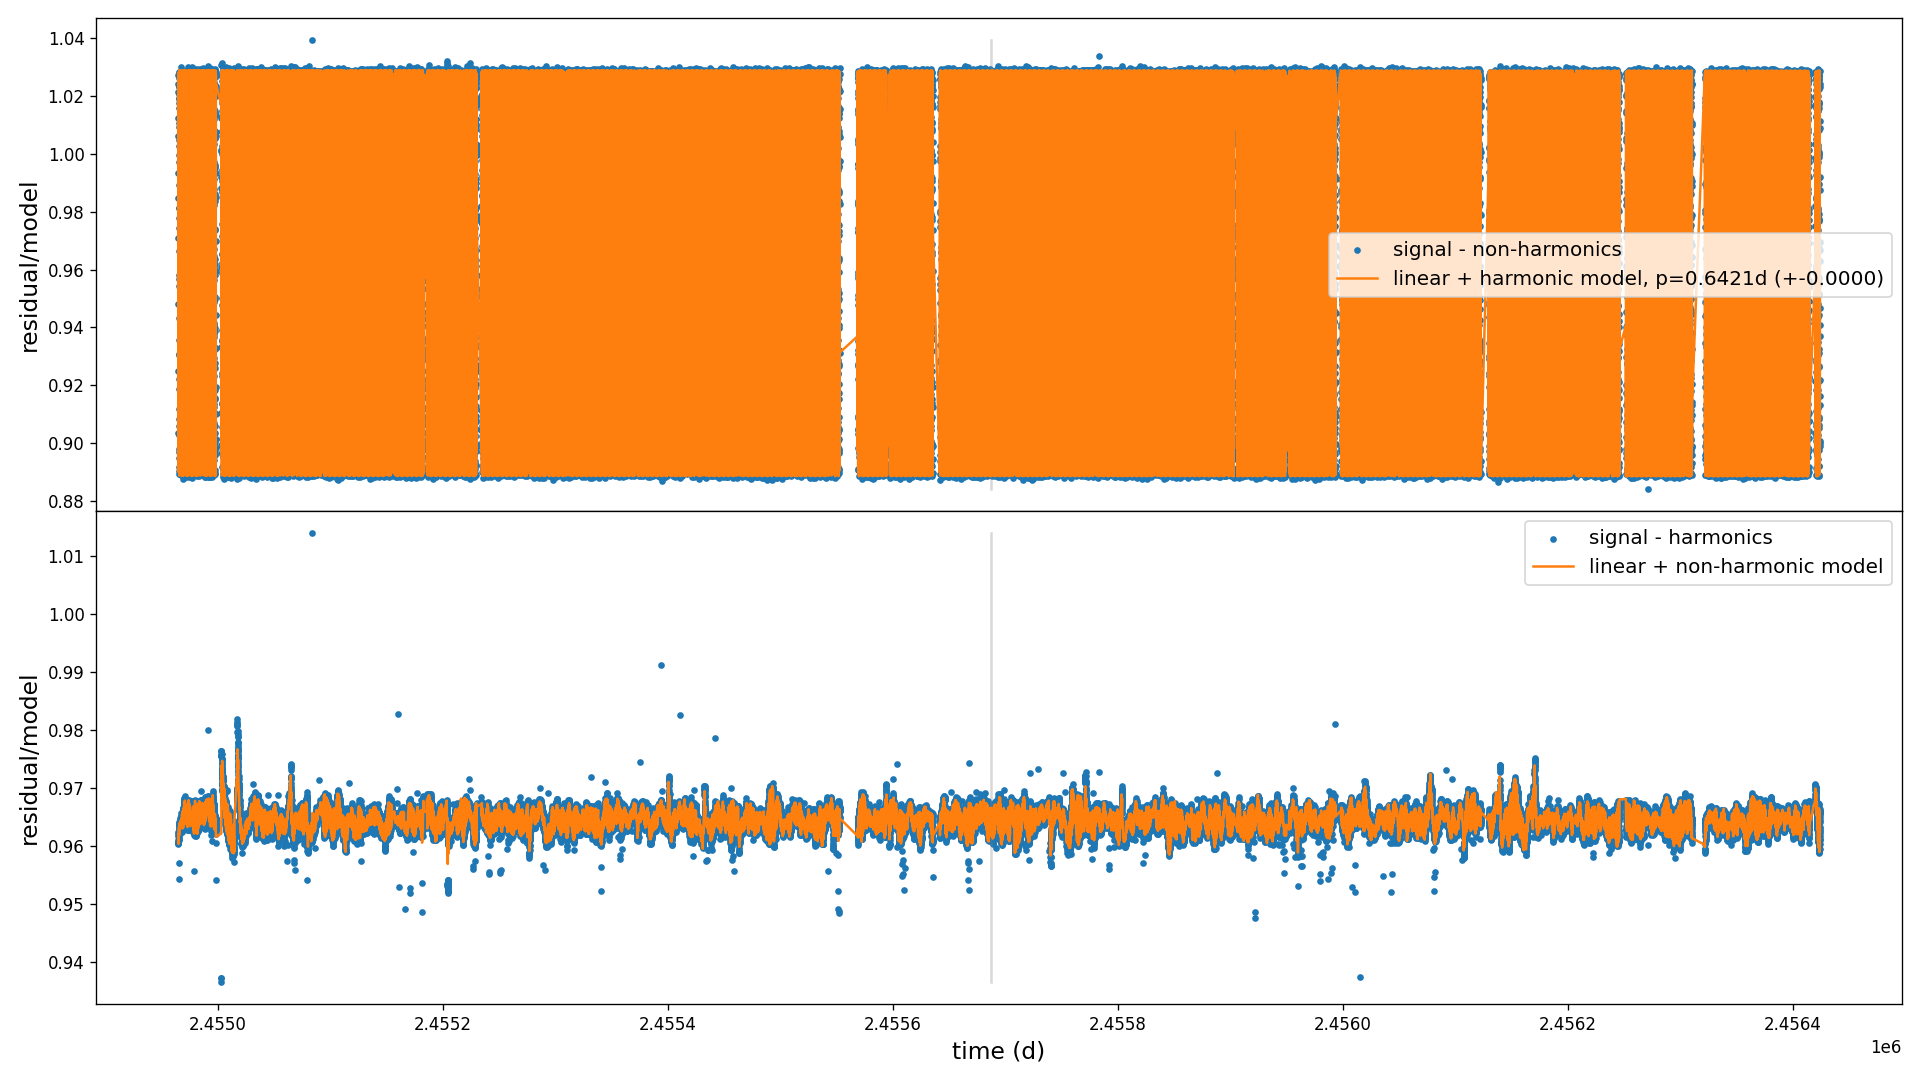 1.04
1.02
1.00
0.98
0.96
0.94
0.92
0.90
0.88
residual/model
signal - non-harmonics
linear + harmonic model, p=0.6421d (+-0.0000)
1.01
1.00
0.99
0.98
0.97
0.96
0.95
0.94
residual/model
signal - harmonics
linear + non-harmonic model
2.4550 2.4552 2.4554 2.4556 2.4558 2.4560 2.4562 2.4564
1e6
time (d)